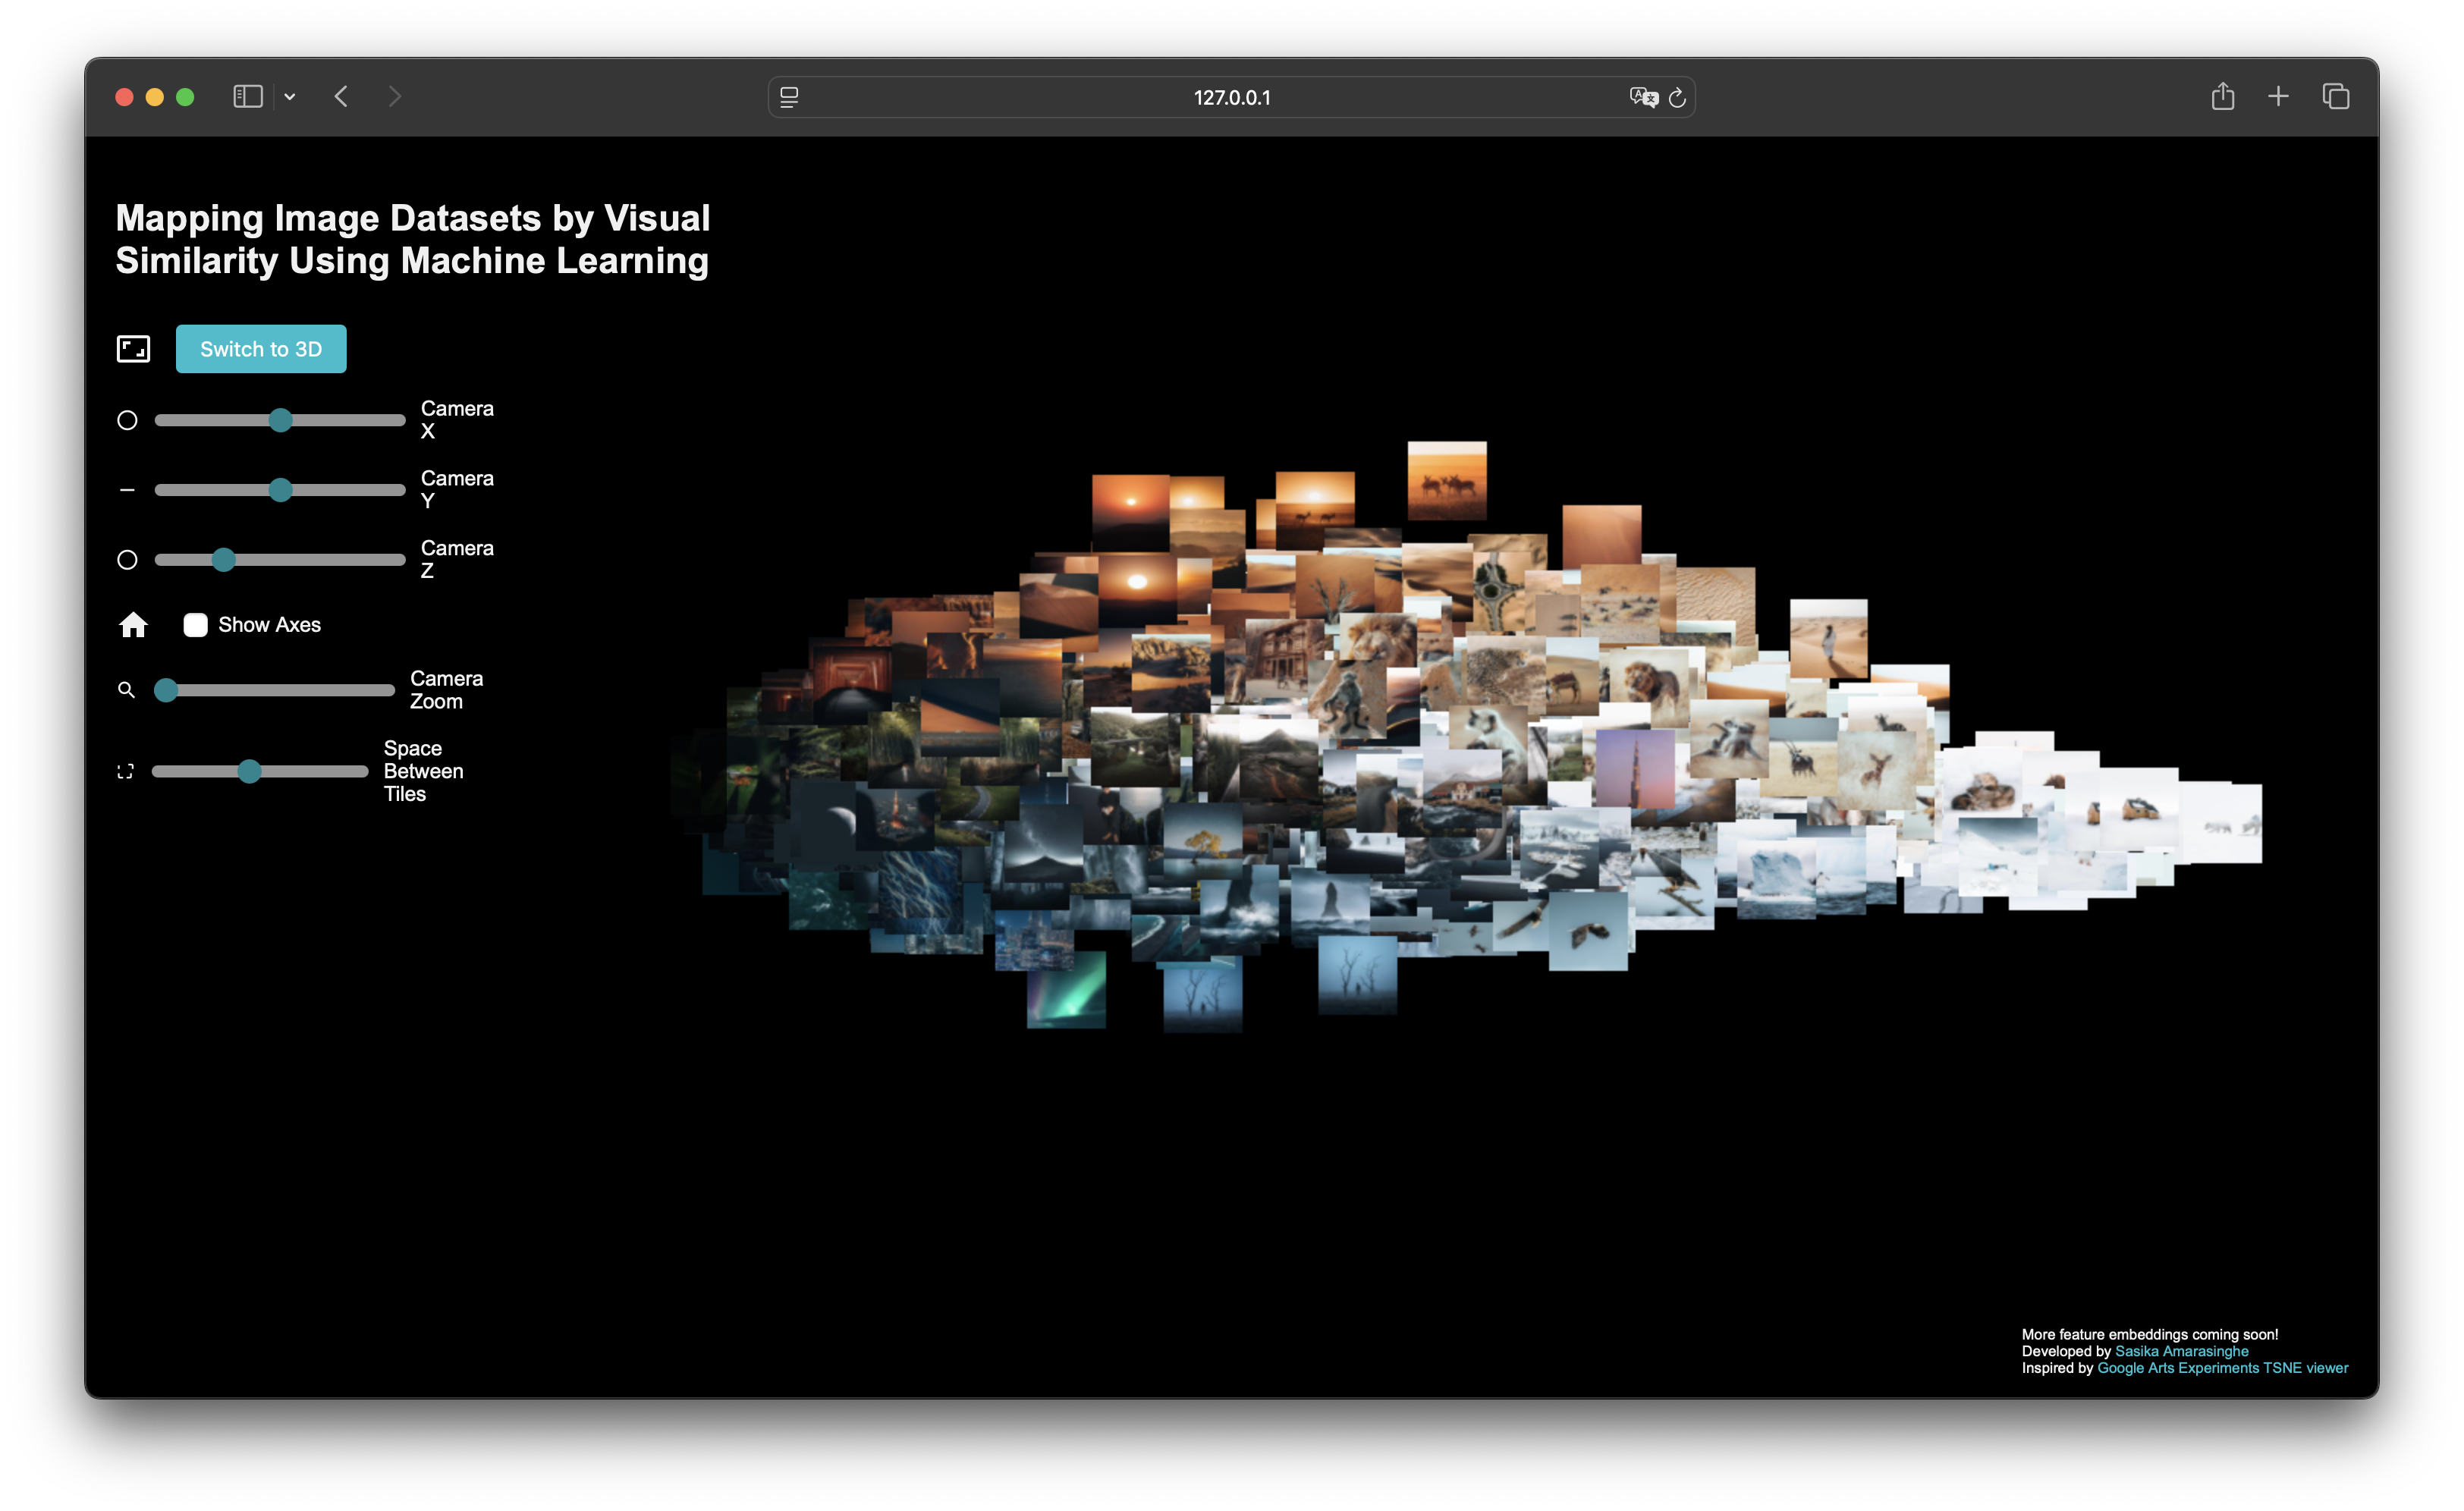 127.0.0.1
Mapping Image Datasets by Visual
Similarity Using Machine Learning
Switch to 3D
Camera
X
Camera
Y
Camera
Z
Show Axes
Camera
Zoom
Space
Between
Tiles
More feature embeddings coming soon!
Developed by Sasika Amarasinghe
Inspired by Google Arts Experiments TSNE viewer